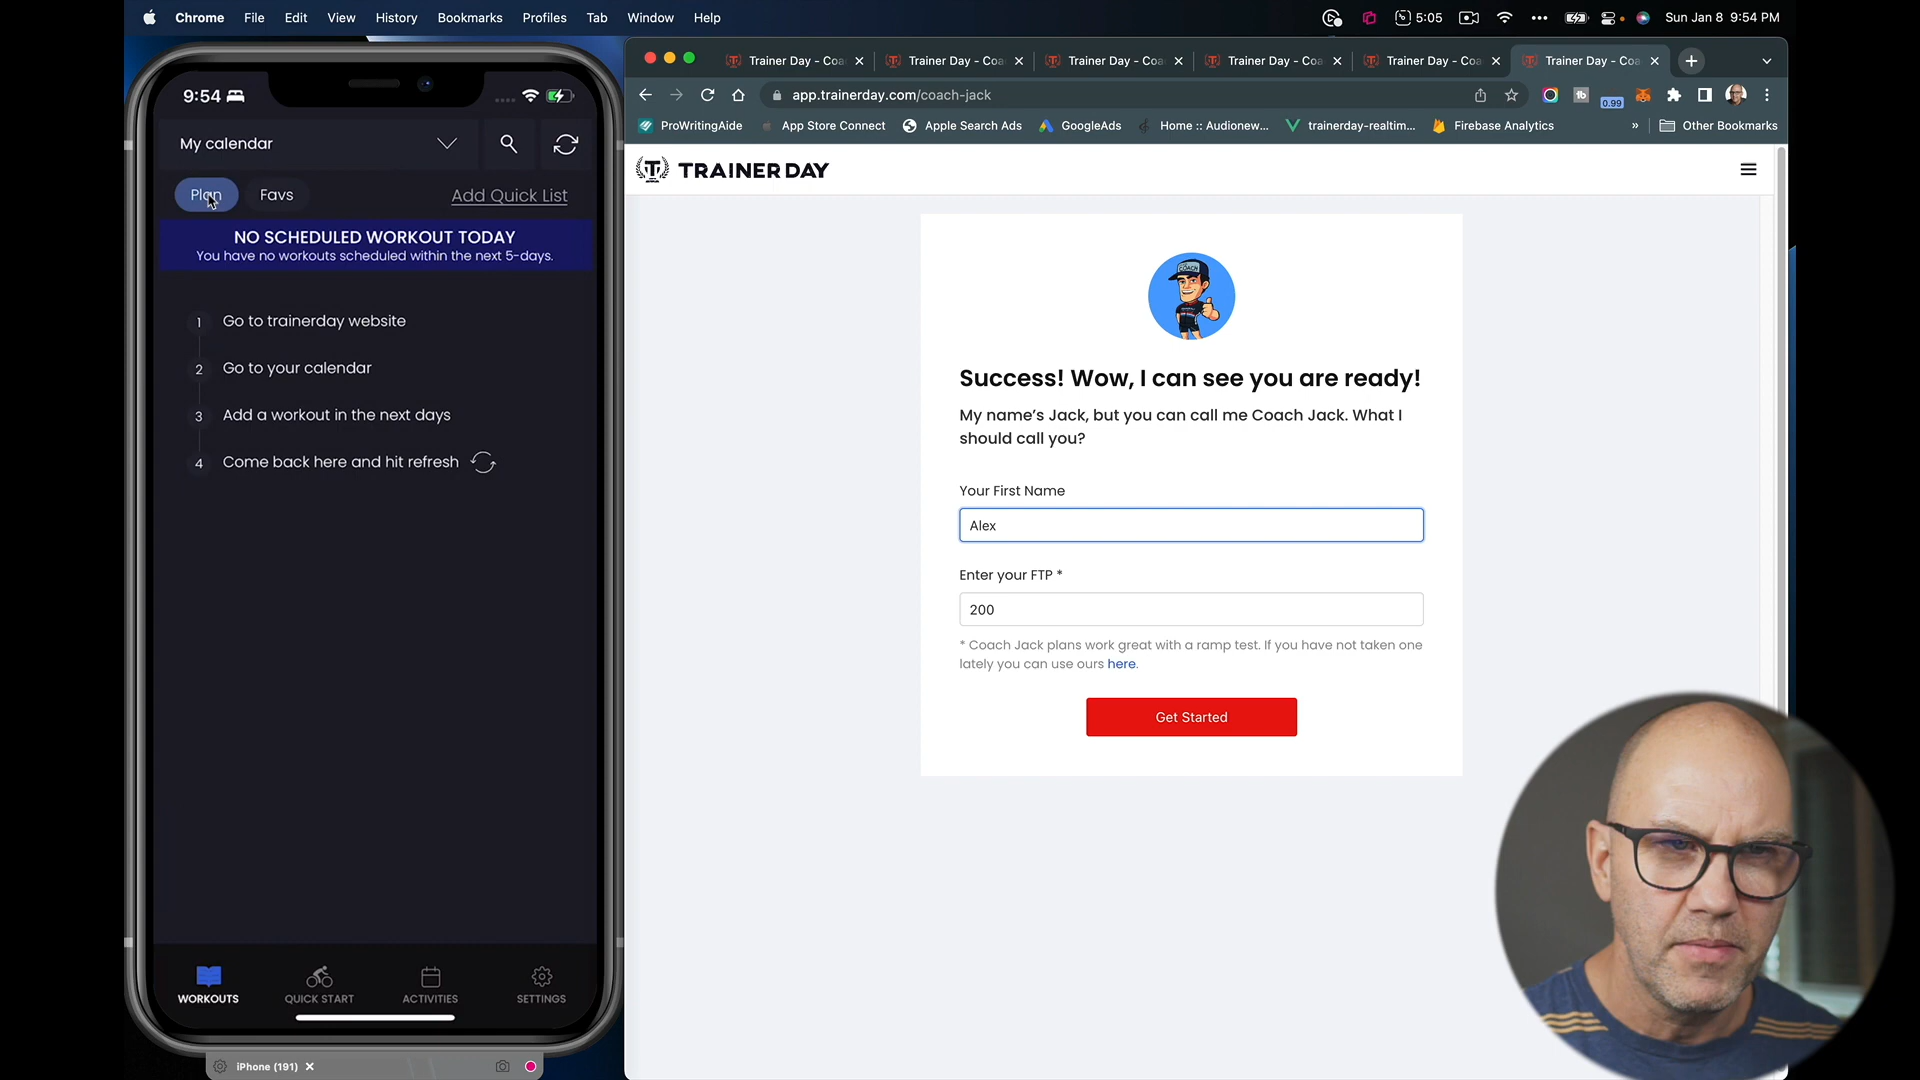 Chrome File Edit View History Bookmarks Profiles Tab Window Help
5:05 Sun Jan 8 9:54 PM
9:54
My calendar
Plan Favs Add Quick List
NO SCHEDULED WORKOUT TODAY
You have no workouts scheduled within the next 5-days.
1 Go to trainerday website
2 Go to your calendar
3 Add a workout in the next days
4 Come back here and hit refresh
WORKOUTS QUICK START ACTIVITIES SETTINGS
iPhone (191)
Trainer Day - Coa Trainer Day - Coa Trainer Day - Coa Trainer Day - Coa Trainer Day - Coa Trainer Day - Coa
app.trainerday.com/coach-jack
0.99
ProWritingAide App Store Connect Apple Search Ads GoogleAds Home :: Audionew... trainerday-realtim... Firebase Analytics » Other Bookmarks
TRAINER DAY
COACH
Success! Wow, I can see you are ready!
My name's Jack, but you can call me Coach Jack. What I
should call you?
Your First Name
Alex
Enter your FTP *
200
* Coach Jack plans work great with a ramp test. If you have not taken one
lately you can use ours here.
Get Started